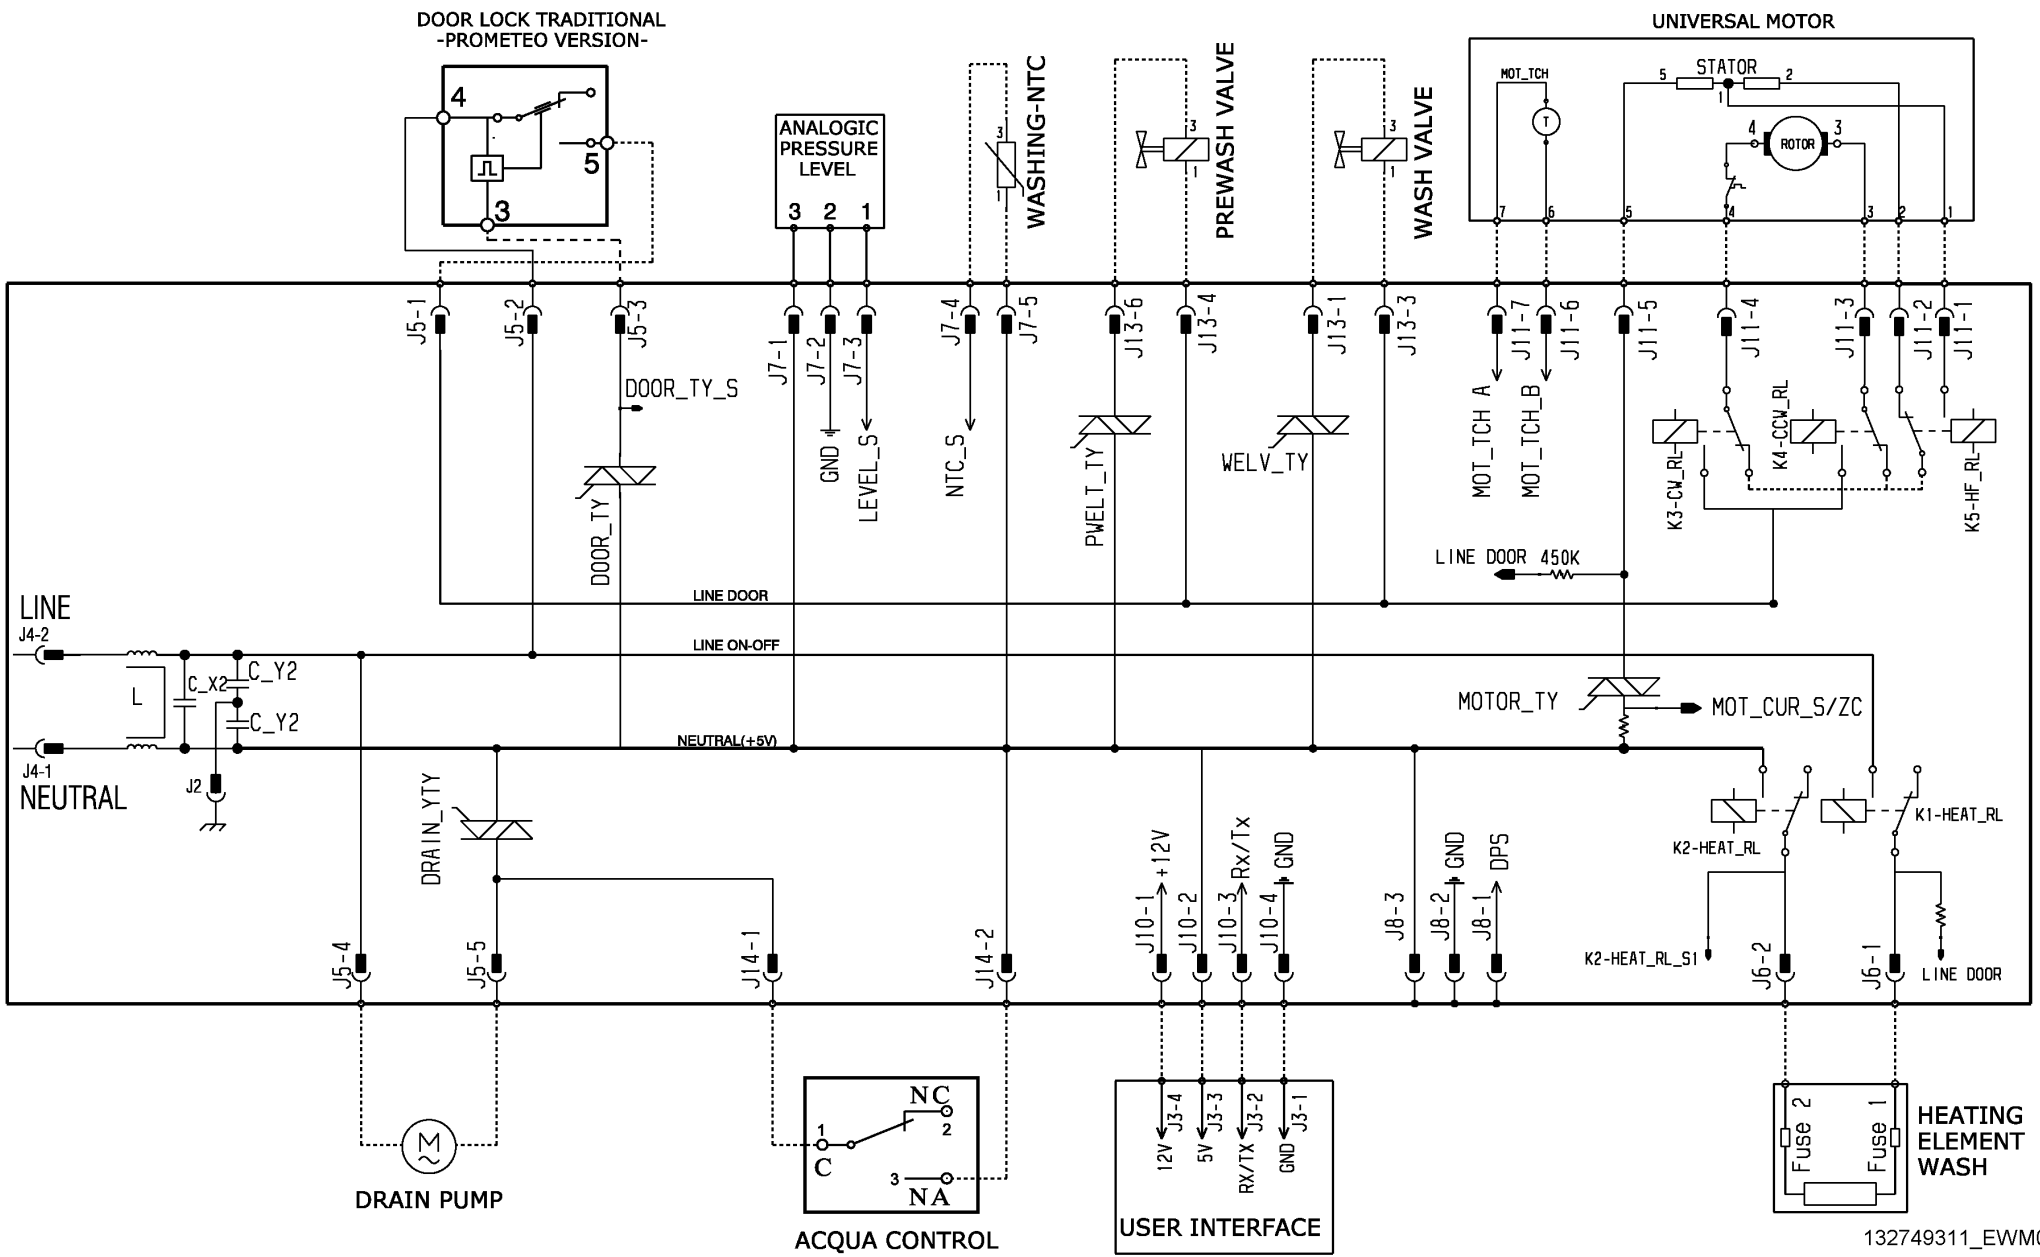 DOOR LOCK TRADITIONAL
-PROMETEO VERSION-
4
5
3
ANALOGIC
PRESSURE
LEVEL
3 2 1
WASHING-NTC
3
1
PREWASH VALVE
3
1
WASH VALVE
3
1
UNIVERSAL MOTOR
MOT_TCH
T
STATOR
5
2
1
4
ROTOR
3
7 6 5 4 3 2 1
J5-1
J5-2
J5-3
J7-1
J7-2
J7-3
J7-4
J7-5
J13-6
J13-4
J13-1
J13-3
J11-7
J11-6
J11-5
J11-4
J11-3
J11-2
J11-1
DOOR_TY_S
DOOR_TY
GND
LEVEL_S
NTC_S
PWELT_TY
WELV_TY
MOT_TCH A
MOT_TCH_B
K3-CW_RL
K4-CCW_RL
K5-HF_RL
LINE DOOR 450K
LINE DOOR
LINE
J4-2
LINE ON-OFF
L
C_X2
C_Y2
C_Y2
MOTOR_TY
MOT_CUR_S/ZC
NEUTRAL(+5V)
J4-1
NEUTRAL
J2
DRAIN_YTY
K2-HEAT_RL
K1-HEAT_RL
+12V
Rx/Tx
GND
GND
DPS
J5-4
J5-5
J14-1
J14-2
J10-1
J10-2
J10-3
J10-4
J8-3
J8-2
J8-1
K2-HEAT_RL_S1
J6-2
J6-1
LINE DOOR
M
DRAIN PUMP
NC
1
2
C
3
NA
ACQUA CONTROL
J3-4
J3-3
J3-2
J3-1
12V
5V
RX/TX
GND
USER INTERFACE
Fuse 2
Fuse 1
HEATING
ELEMENT
WASH
132749311_EWM